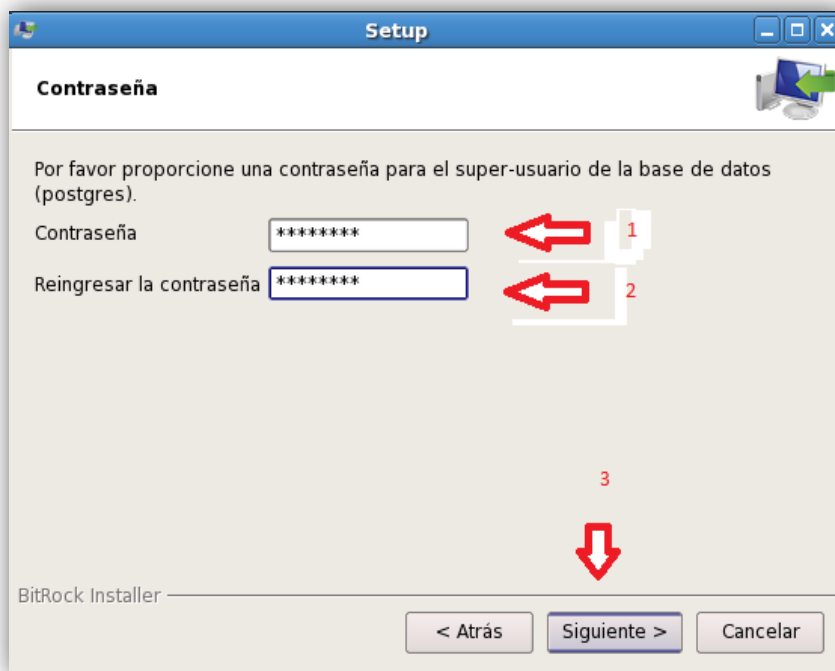 Setup
Contraseña
Por favor proporcione una contraseña para el super-usuario de la base de datos
(postgres).
Contraseña ******** 1
Reingresar la contraseña ******** 2
3
BitRock Installer
< Atrás Siguiente > Cancelar